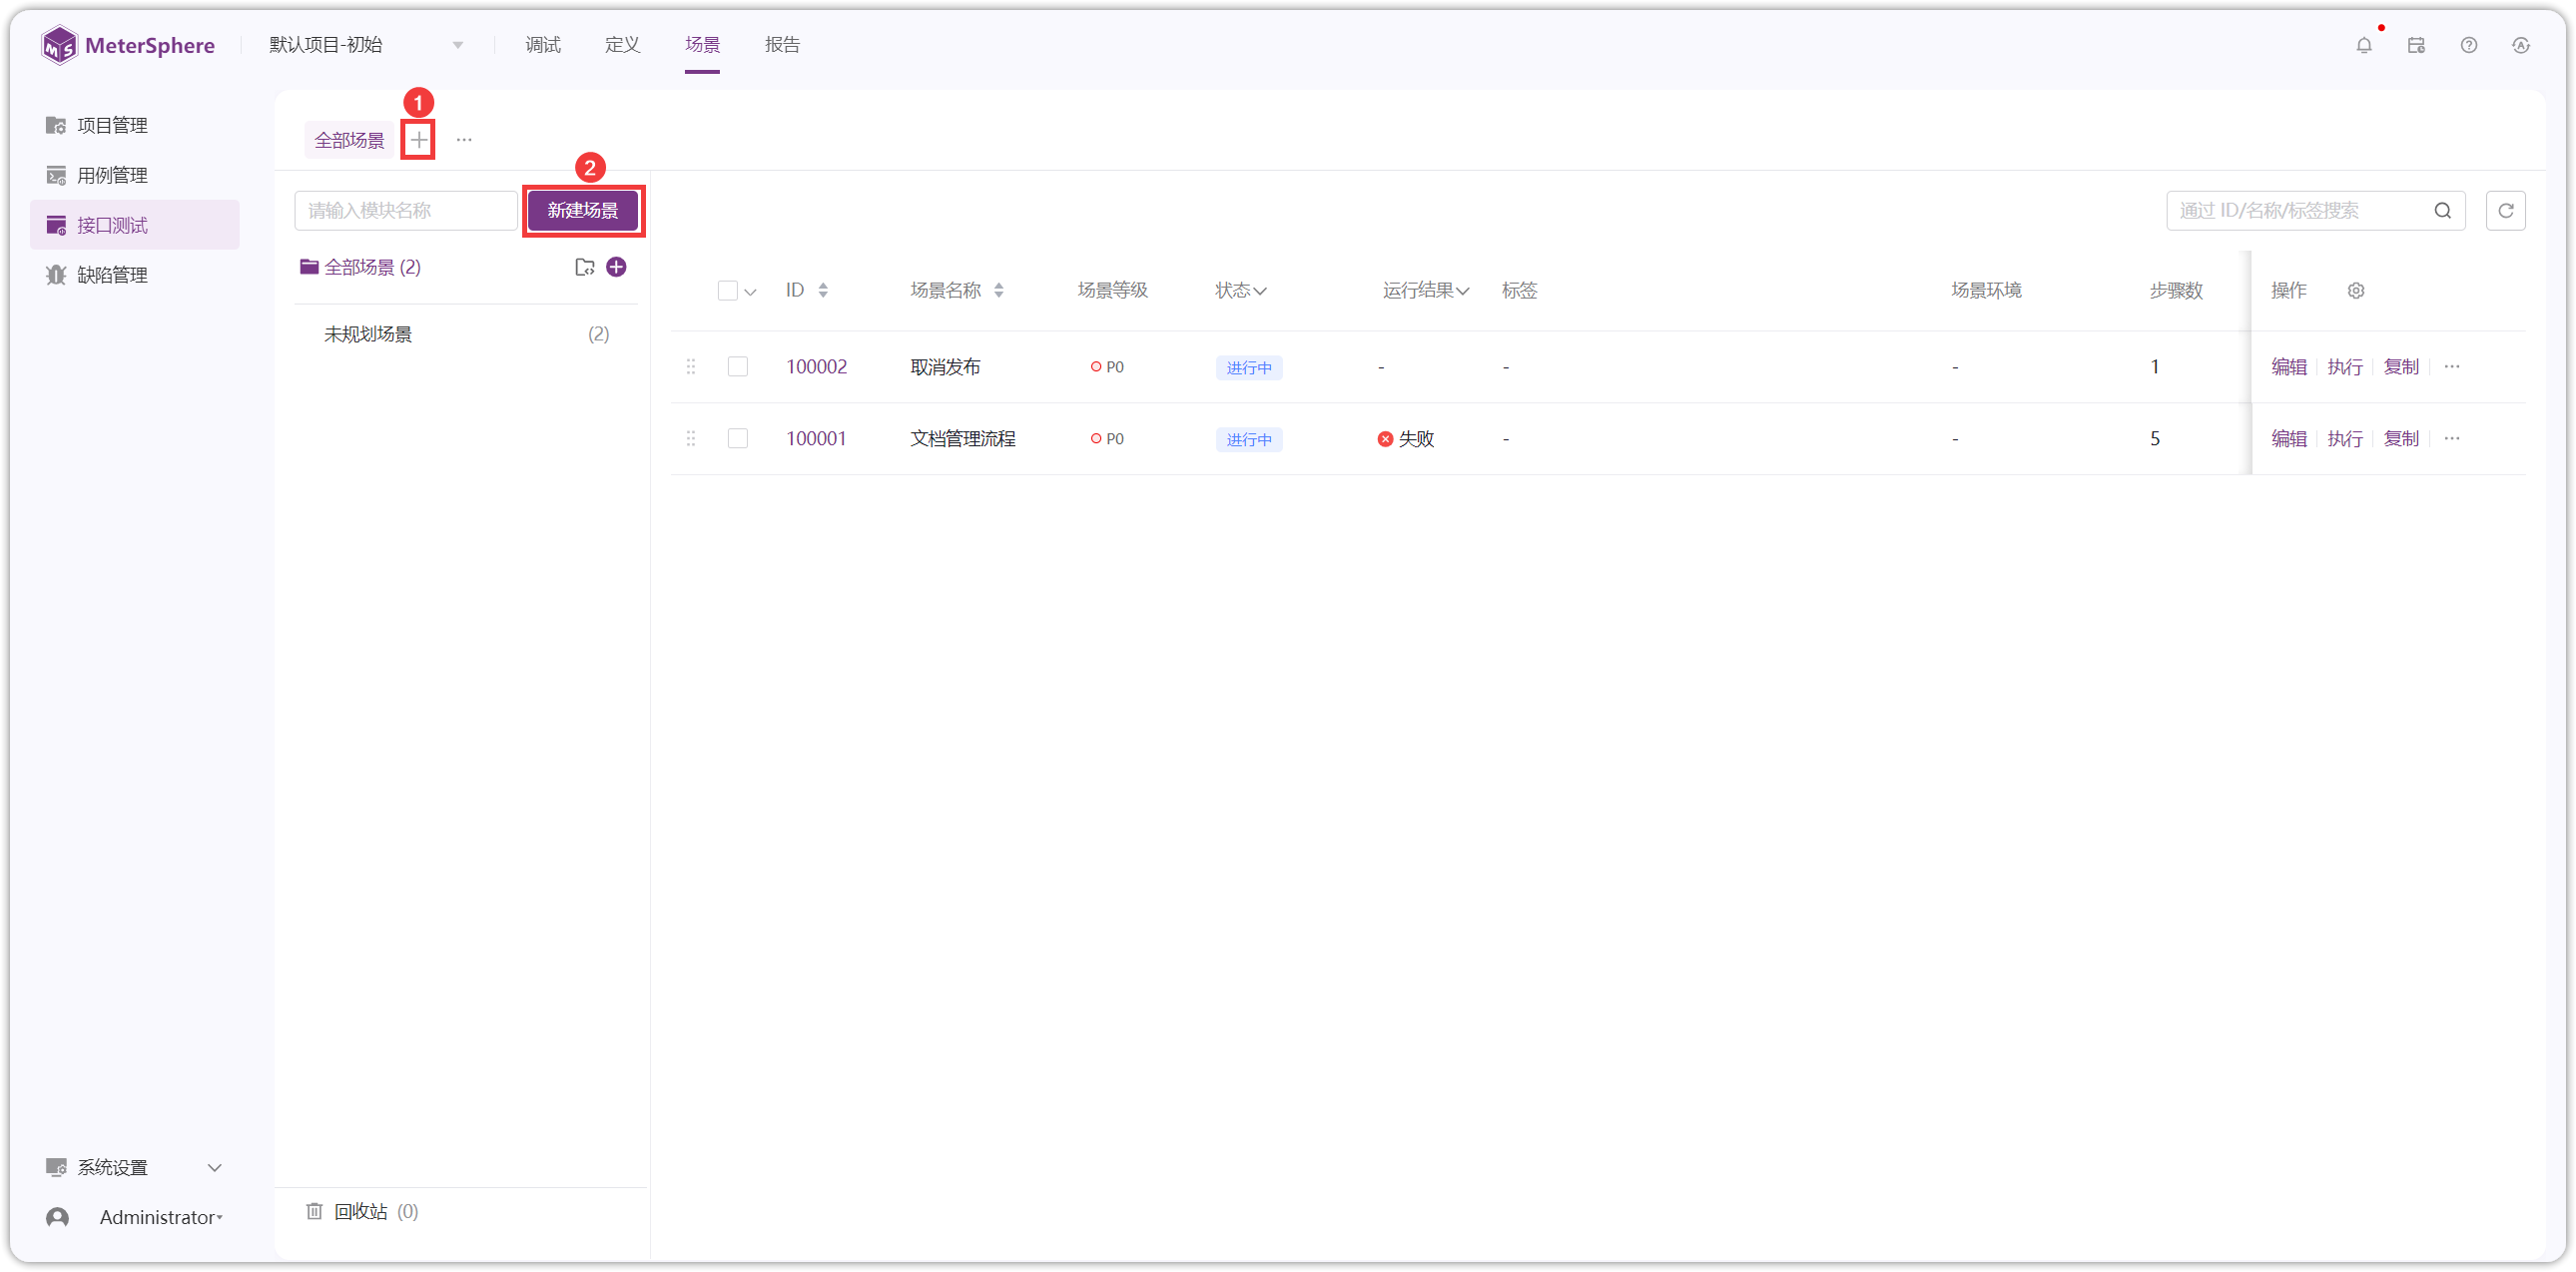 MeterSphere
默认项目-初始
调试 定义 场景 报告
项目管理
用例管理
接口测试
缺陷管理
系统设置
Administrator
1
全部场景
2
请输入模块名称 新建场景
全部场景 (2)
未规划场景 (2)
回收站 (0)
通过 ID/名称/标签搜索
ID 场景名称 场景等级 状态 运行结果 标签 场景环境 步骤数 操作
100002 取消发布 P0 进行中 - - - 1 编辑 执行 复制 ...
100001 文档管理流程 P0 进行中 失败 - - 5 编辑 执行 复制 ...